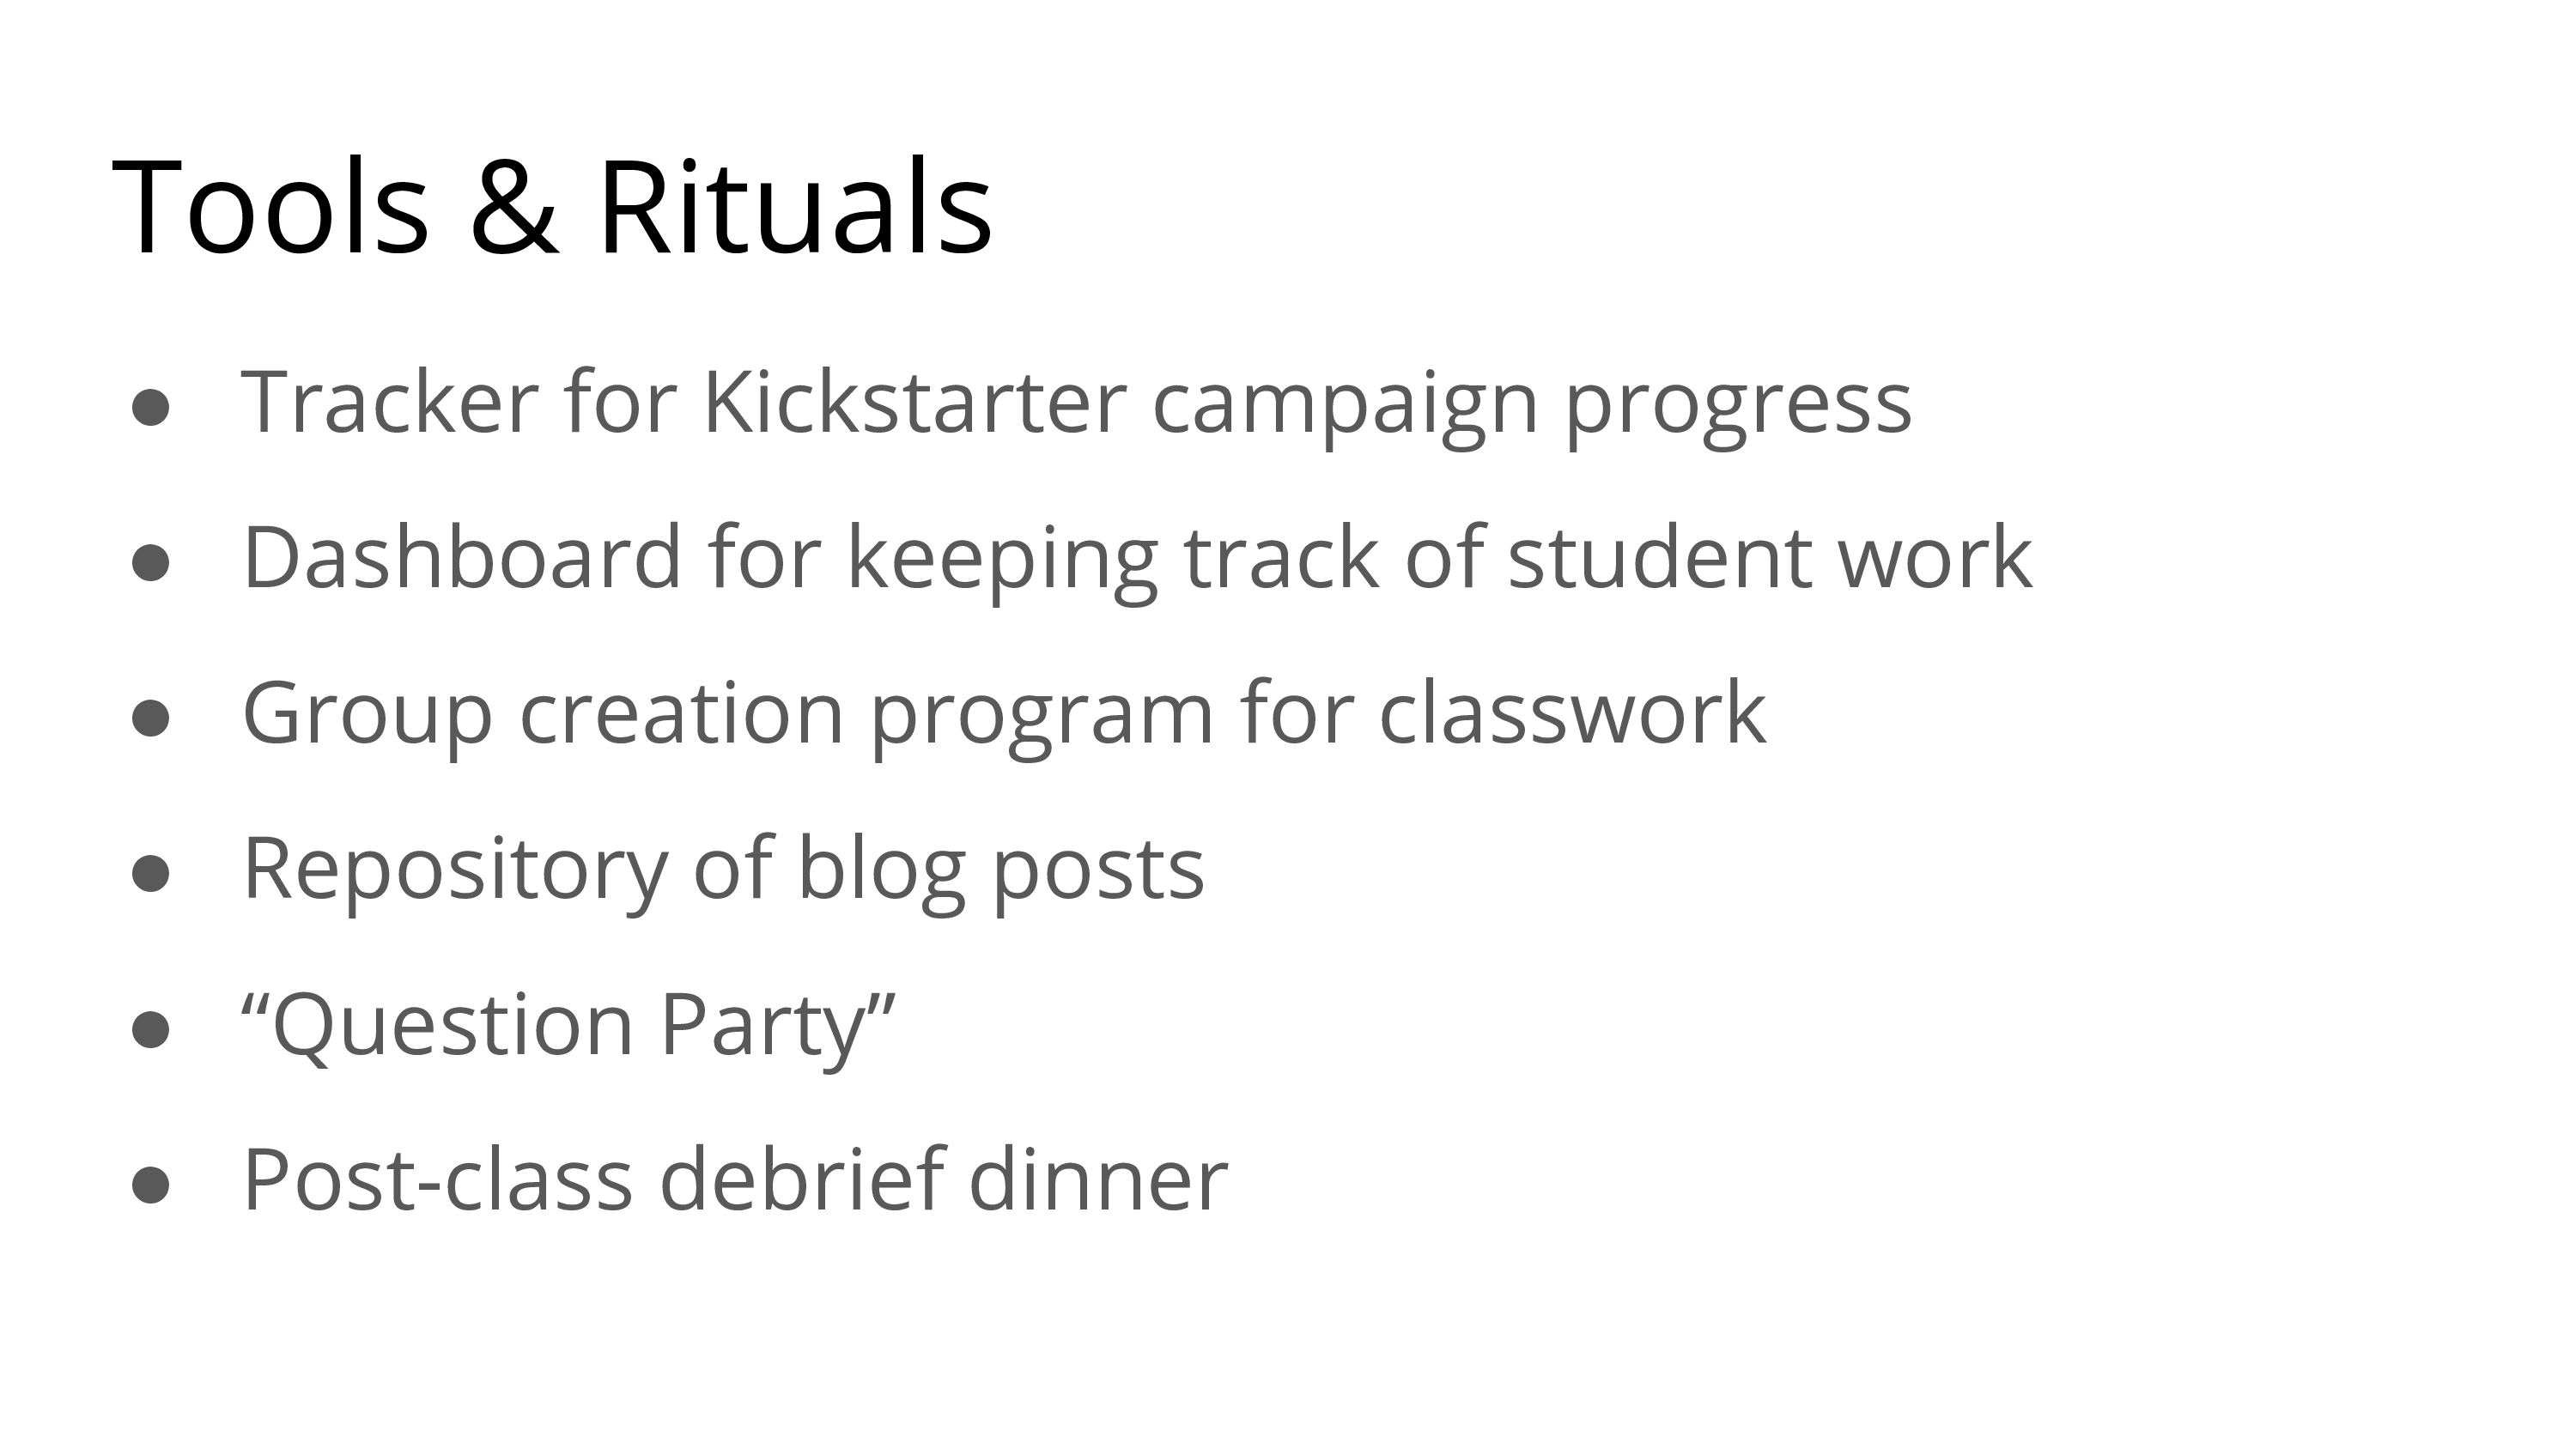 Tools & Rituals
● Tracker for Kickstarter campaign progress
● Dashboard for keeping track of student work
● Group creation program for classwork
● Repository of blog posts
● “Question Party”
● Post-class debrief dinner